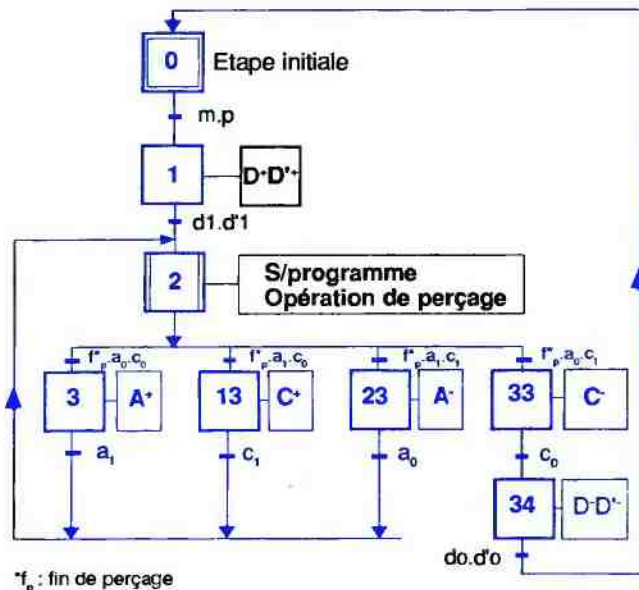 0 Etape initiale
m.p
1 D⁺D'⁺
d1.d'1
2 S/programme
Opération de perçage
f*ₚ.a₀.c₀ f*ₚ.a₁.c₀ f*ₚ.a₁.c₁ f*ₚ.a₀.c₁
3 A⁺ 13 C⁺ 23 A⁻ 33 C⁻
a₁ c₁ a₀ c₀
34 D⁻D'⁻
do.d'o
*fₚ : fin de perçage